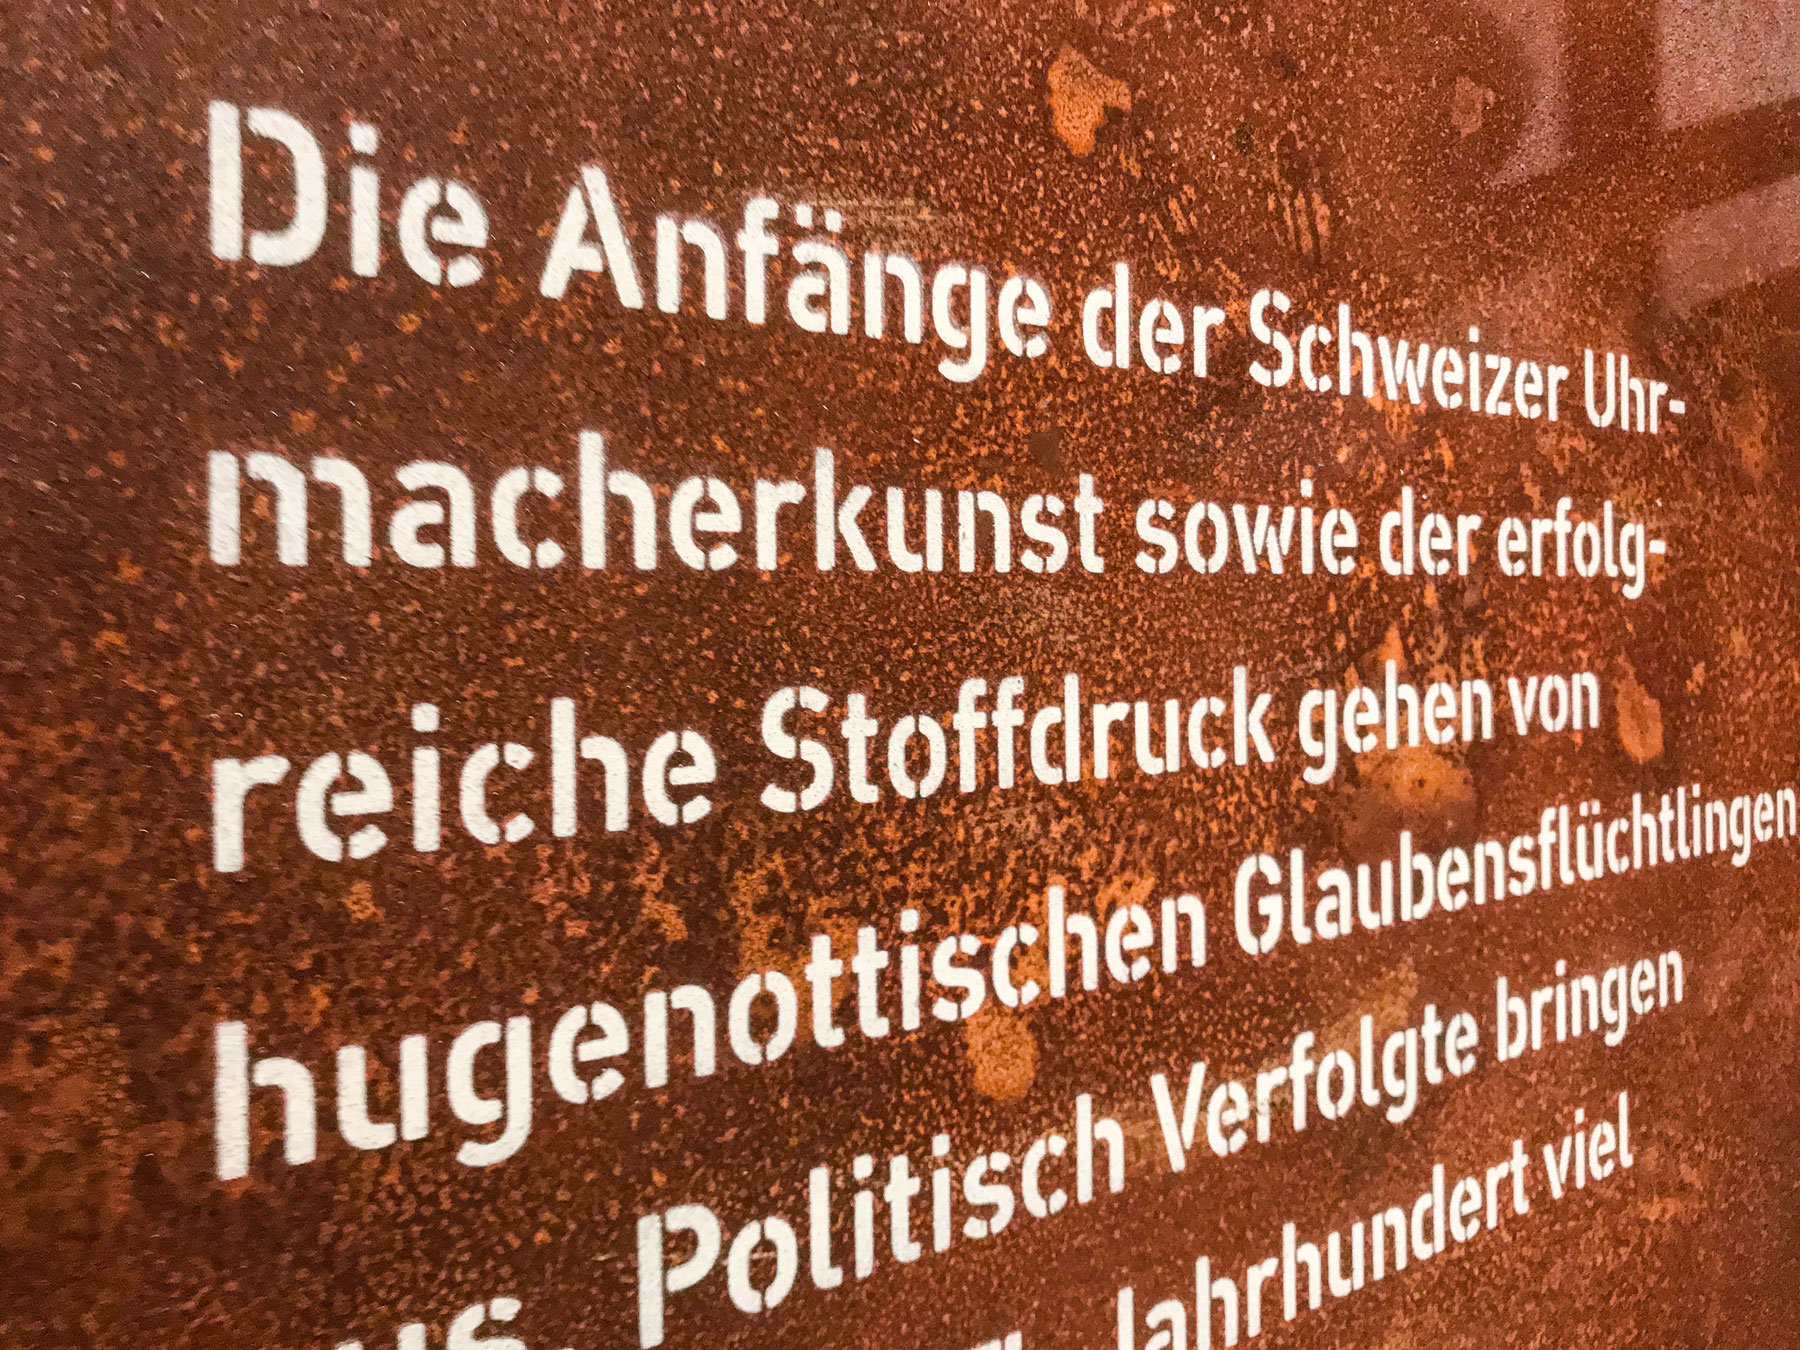 Die Anfänge der Schweizer Uhr-
macherkunst sowie der erfolg-
reiche Stoffdruck gehen von
hugenottischen Glaubensflüchtlingen
Politisch Verfolgte bringen
Jahrhundert viel